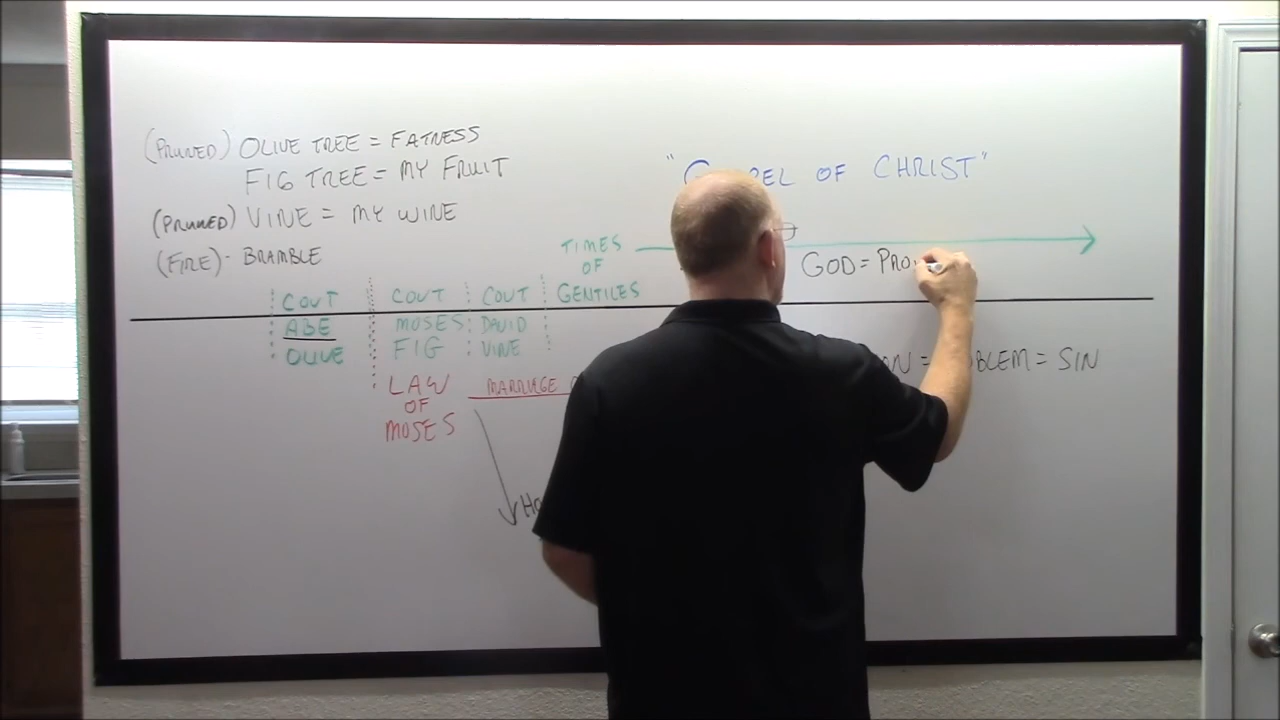 (PRUNED) OLIVE TREE = FATNESS
FIG TREE = MY FRUIT
(PRUNED) VINE = MY WINE
(FIRE) - BRAMBLE
" OF CHRIST"
TIMES
OF
GENTILES
GOD =
COVT
ABE
OLIVE
COVT
MOSES
FIG
COVT
DAVID
VINE
LAW
OF
MOSES
MARRIAGE
= = SIN